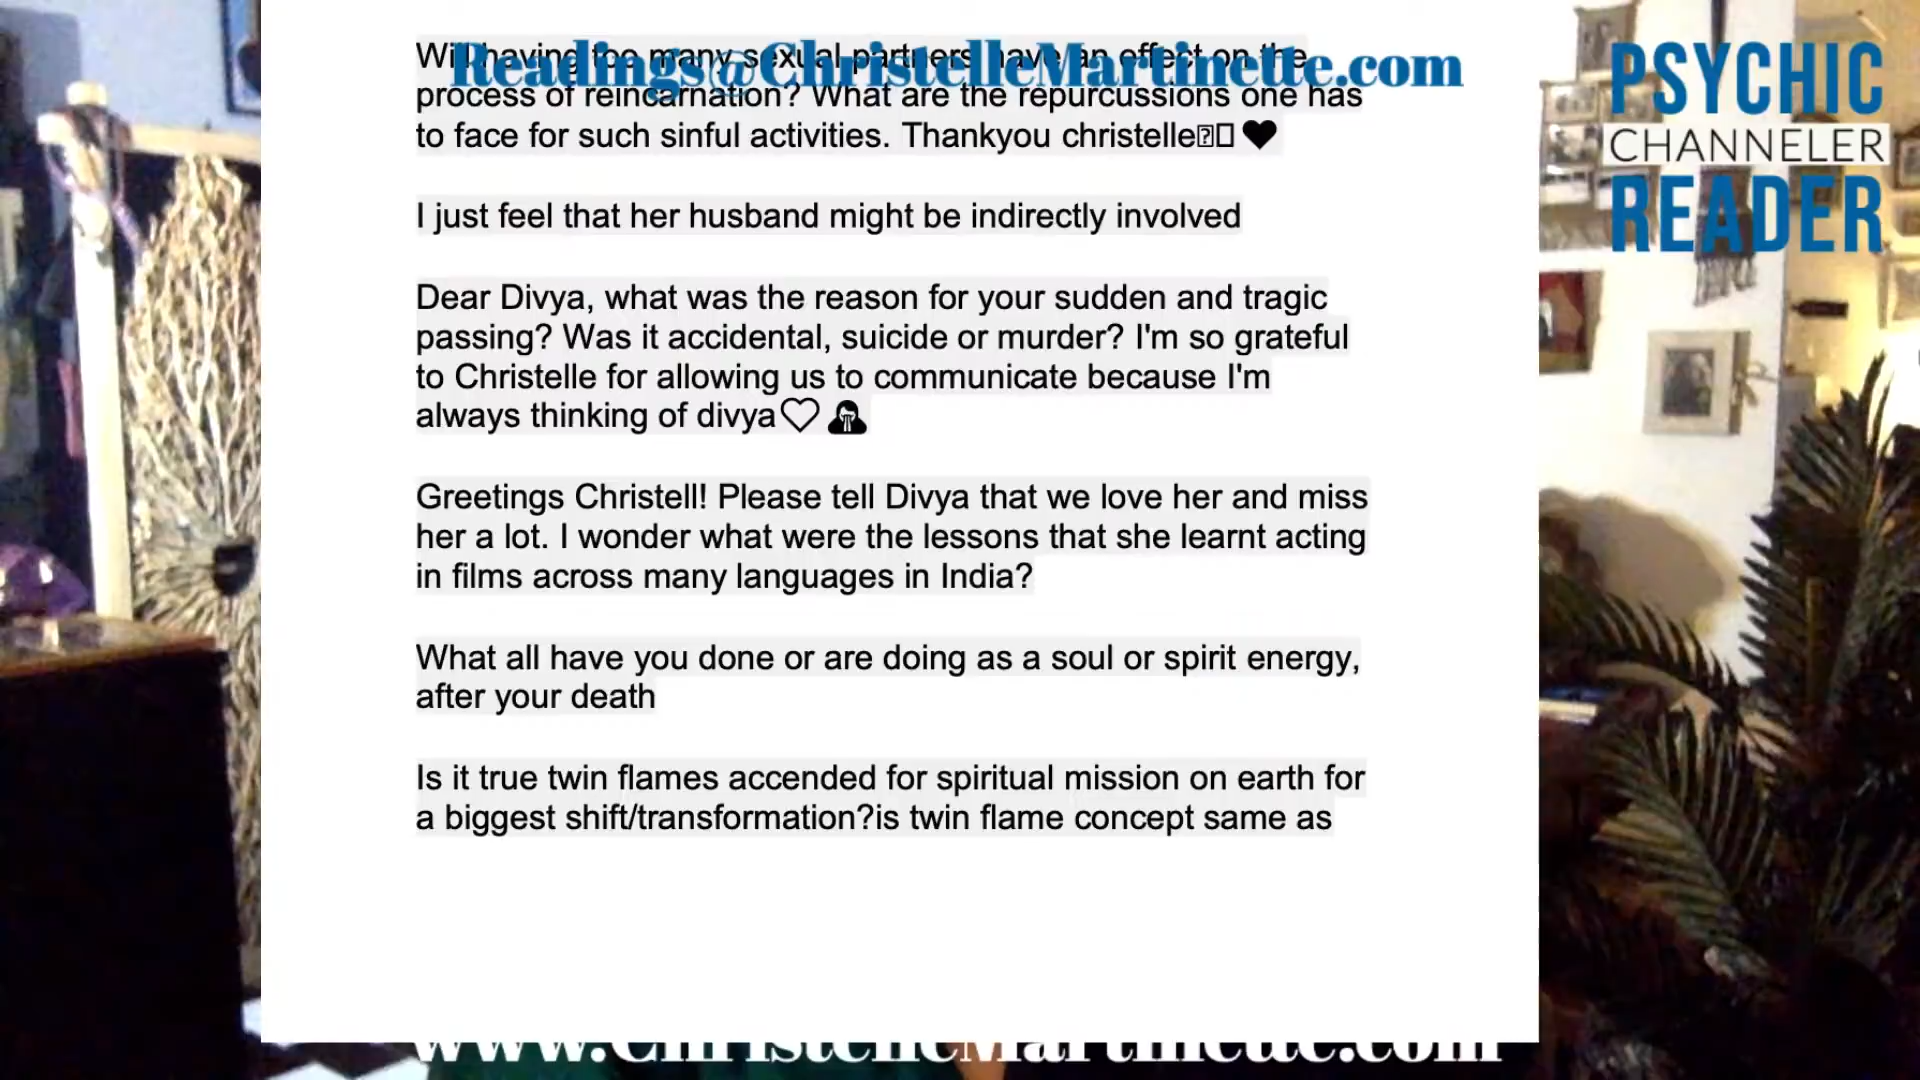 Will having too many sexual partners have an effect on the
Readings@ChristelleMartinette.com
process of reincarnation? What are the repurcussions one has
to face for such sinful activities. Thankyou christelle🖤
I just feel that her husband might be indirectly involved
Dear Divya, what was the reason for your sudden and tragic
passing? Was it accidental, suicide or murder? I'm so grateful
to Christelle for allowing us to communicate because I'm
always thinking of divya♡
Greetings Christell! Please tell Divya that we love her and miss
her a lot. I wonder what were the lessons that she learnt acting
in films across many languages in India?
What all have you done or are doing as a soul or spirit energy,
after your death
Is it true twin flames accended for spiritual mission on earth for
a biggest shift/transformation?is twin flame concept same as
PSYCHIC
CHANNELER
READER
www.ChristelleMartinette.com